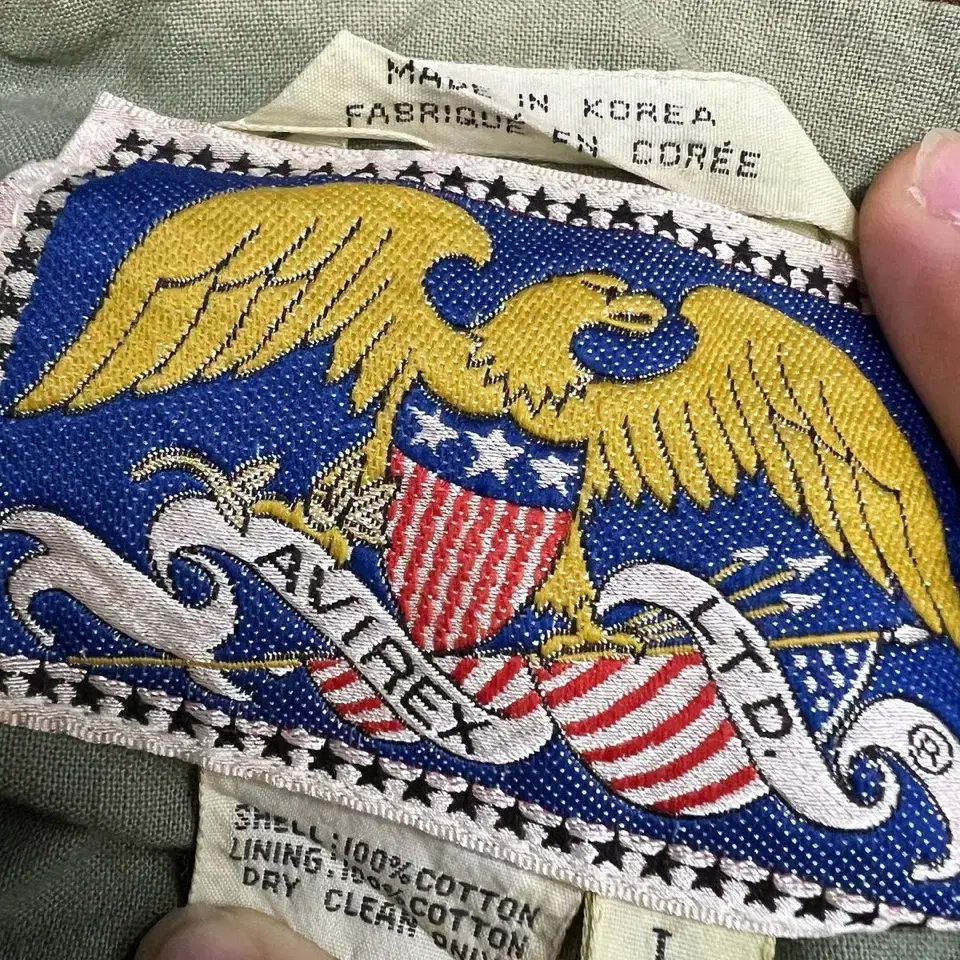 MADE IN KOREA
FABRIQUÉ EN CORÉE
AVIREX
LTD.
®
SHELL:100%COTTON
LINING:100%COTTON
DRY CLEAN ONLY